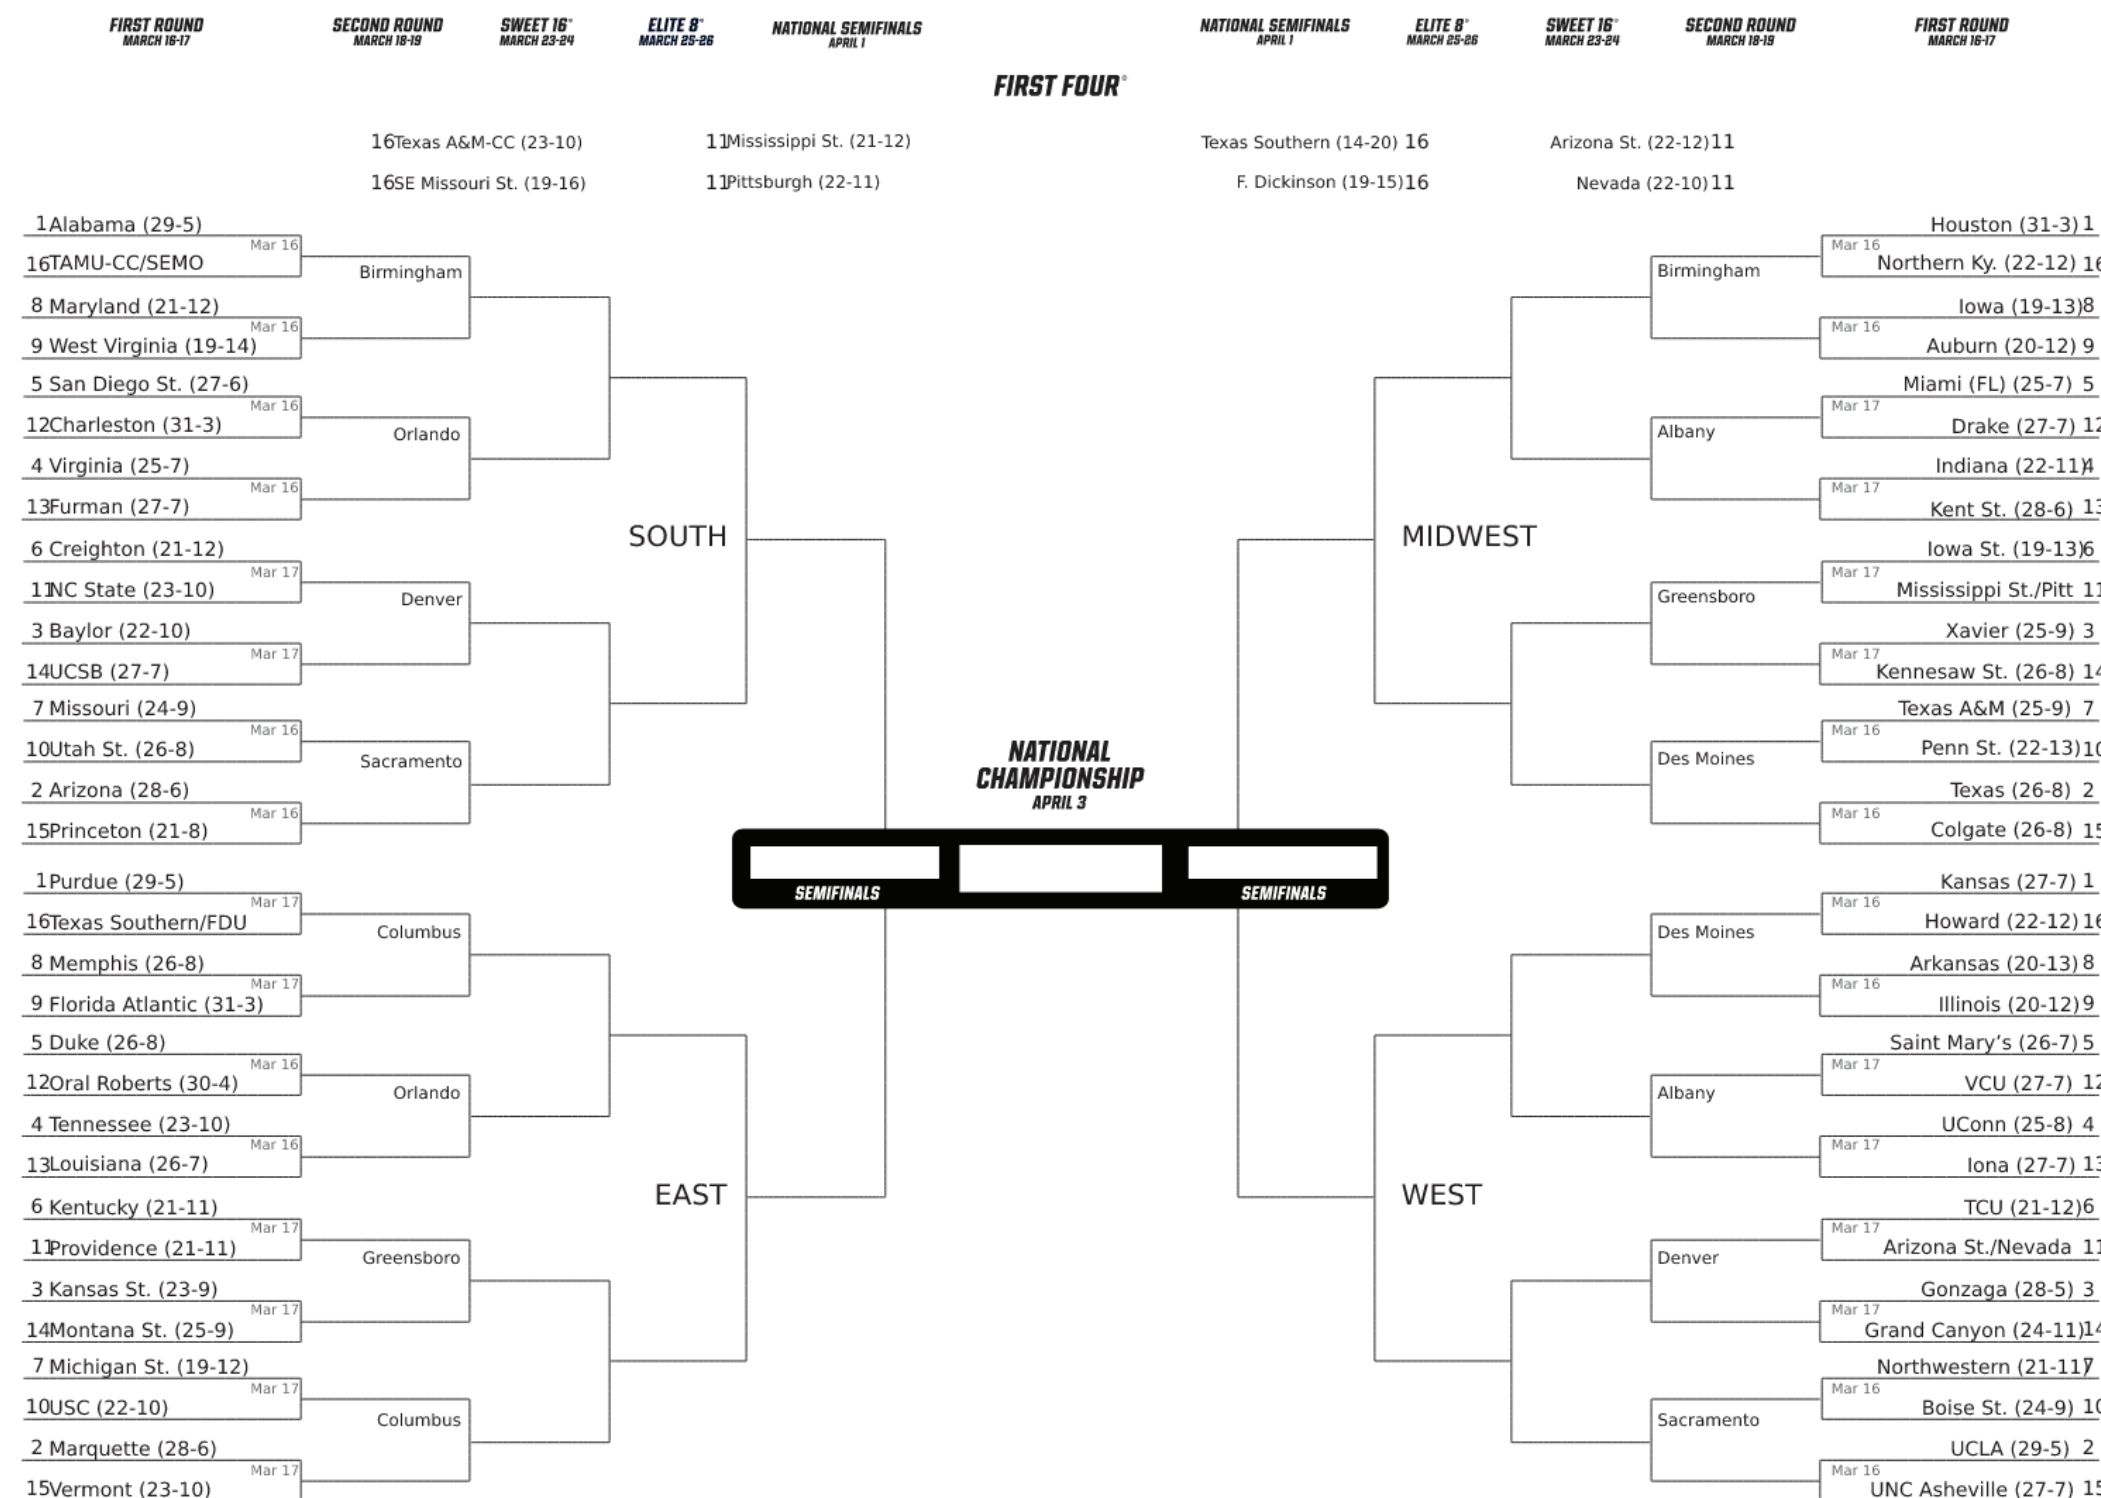 FIRST ROUND
MARCH 16-17
SECOND ROUND
MARCH 18-19
SWEET 16®
MARCH 23-24
ELITE 8®
MARCH 25-26
NATIONAL SEMIFINALS
APRIL 1
NATIONAL SEMIFINALS
APRIL 1
ELITE 8®
MARCH 25-26
SWEET 16®
MARCH 23-24
SECOND ROUND
MARCH 18-19
FIRST ROUND
MARCH 16-17
FIRST FOUR®
16 Texas A&M-CC (23-10)
16 SE Missouri St. (19-16)
11 Mississippi St. (21-12)
11 Pittsburgh (22-11)
Texas Southern (14-20) 16
F. Dickinson (19-15) 16
Arizona St. (22-12) 11
Nevada (22-10) 11
1 Alabama (29-5)
Mar 16
16 TAMU-CC/SEMO
Birmingham
8 Maryland (21-12)
Mar 16
9 West Virginia (19-14)
5 San Diego St. (27-6)
Mar 16
12 Charleston (31-3)
Orlando
4 Virginia (25-7)
Mar 16
13 Furman (27-7)
SOUTH
6 Creighton (21-12)
Mar 17
11 NC State (23-10)
Denver
3 Baylor (22-10)
Mar 17
14 UCSB (27-7)
7 Missouri (24-9)
Mar 16
10 Utah St. (26-8)
Sacramento
2 Arizona (28-6)
Mar 16
15 Princeton (21-8)
1 Purdue (29-5)
Mar 17
16 Texas Southern/FDU
Columbus
8 Memphis (26-8)
Mar 17
9 Florida Atlantic (31-3)
5 Duke (26-8)
Mar 16
12 Oral Roberts (30-4)
Orlando
4 Tennessee (23-10)
Mar 16
13 Louisiana (26-7)
EAST
6 Kentucky (21-11)
Mar 17
11 Providence (21-11)
Greensboro
3 Kansas St. (23-9)
Mar 17
14 Montana St. (25-9)
7 Michigan St. (19-12)
Mar 17
10 USC (22-10)
Columbus
2 Marquette (28-6)
Mar 17
15 Vermont (23-10)
NATIONAL
CHAMPIONSHIP
APRIL 3
SEMIFINALS
SEMIFINALS
Houston (31-3) 1
Mar 16
Northern Ky. (22-12) 16
Birmingham
Iowa (19-13) 8
Mar 16
Auburn (20-12) 9
Miami (FL) (25-7) 5
Mar 17
Drake (27-7) 12
Albany
Indiana (22-11) 4
Mar 17
Kent St. (28-6) 13
MIDWEST
Iowa St. (19-13) 6
Mar 17
Mississippi St./Pitt 11
Greensboro
Xavier (25-9) 3
Mar 17
Kennesaw St. (26-8) 14
Texas A&M (25-9) 7
Mar 16
Penn St. (22-13) 10
Des Moines
Texas (26-8) 2
Mar 16
Colgate (26-8) 15
Kansas (27-7) 1
Mar 16
Howard (22-12) 16
Des Moines
Arkansas (20-13) 8
Mar 16
Illinois (20-12) 9
Saint Mary’s (26-7) 5
Mar 17
VCU (27-7) 12
Albany
UConn (25-8) 4
Mar 17
Iona (27-7) 13
WEST
TCU (21-12) 6
Mar 17
Arizona St./Nevada 11
Denver
Gonzaga (28-5) 3
Mar 17
Grand Canyon (24-11) 14
Northwestern (21-11) 7
Mar 16
Boise St. (24-9) 10
Sacramento
UCLA (29-5) 2
Mar 16
UNC Asheville (27-7) 15